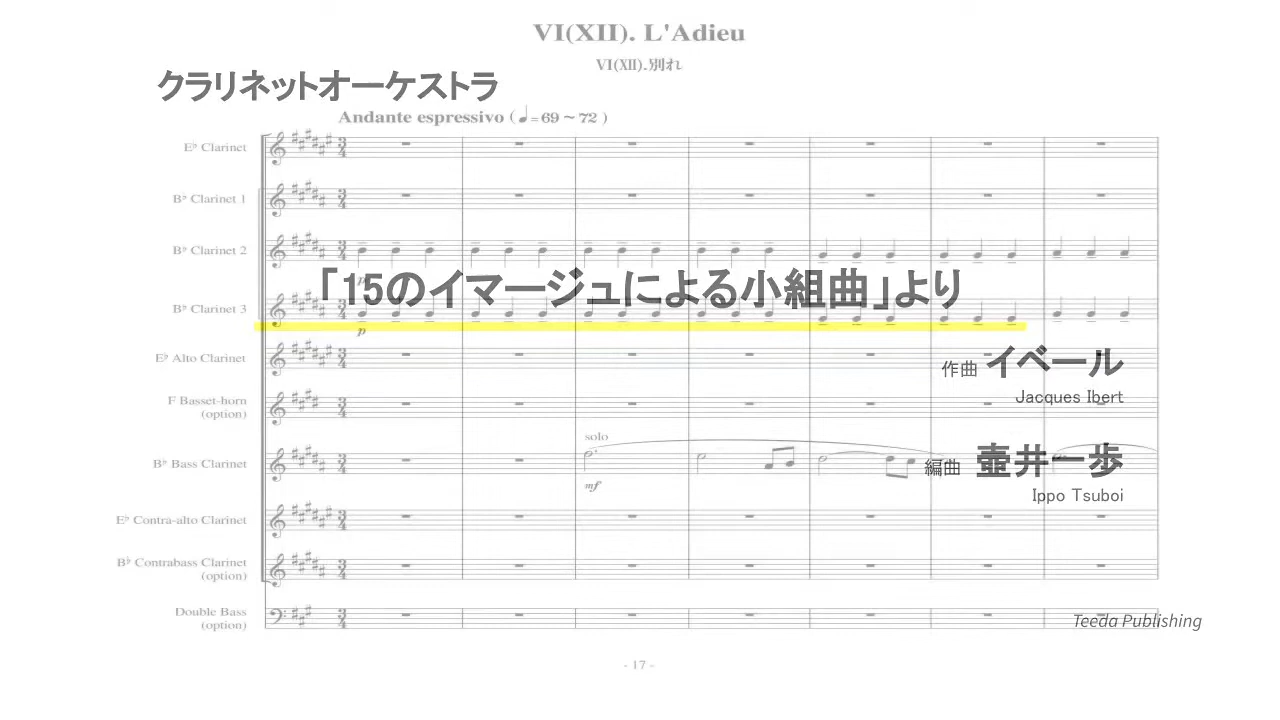 VI(XII). L'Adieu
VI(XII).別れ
クラリネットオーケストラ
Andante espressivo (♩=69～72 )
E♭ Clarinet
B♭ Clarinet 1
B♭ Clarinet 2
p
「15のイマージュによる小組曲」より
B♭ Clarinet 3
p
E♭ Alto Clarinet
作曲 イベール
Jacques Ibert
F Basset-horn
(option)
solo
B♭ Bass Clarinet
mf
編曲 壺井一歩
Ippo Tsuboi
E♭ Contra-alto Clarinet
B♭ Contrabass Clarinet
(option)
Double Bass
(option)
Teeda Publishing
- 17 -